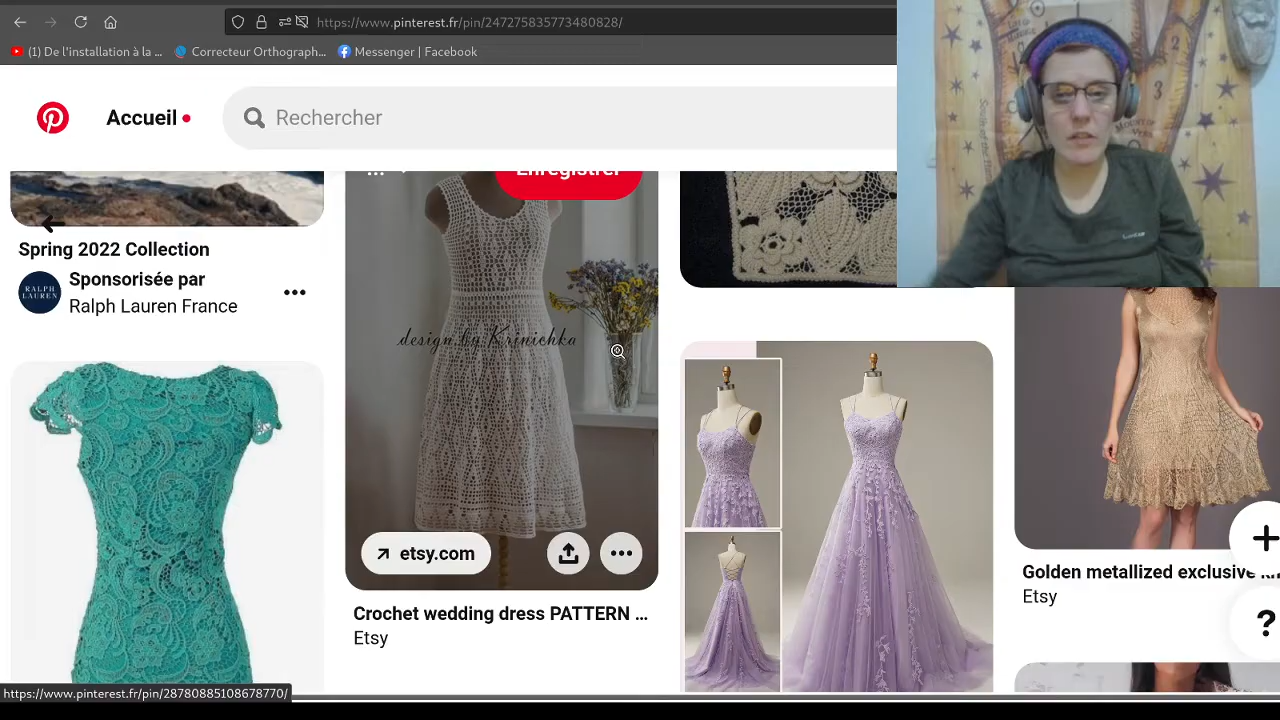 https://www.pinterest.fr/pin/247275835773480828/
(1) De l'installation à la ...
Correcteur Orthograph...
Messenger | Facebook
Accueil
Rechercher
Enregistrer
Spring 2022 Collection
Sponsorisée par
Ralph Lauren France
RALPH
LAUREN
design by Krinichka
etsy.com
Crochet wedding dress PATTERN ...
Etsy
Golden metallized exclusive
Etsy
?
https://www.pinterest.fr/pin/28780885108678770/